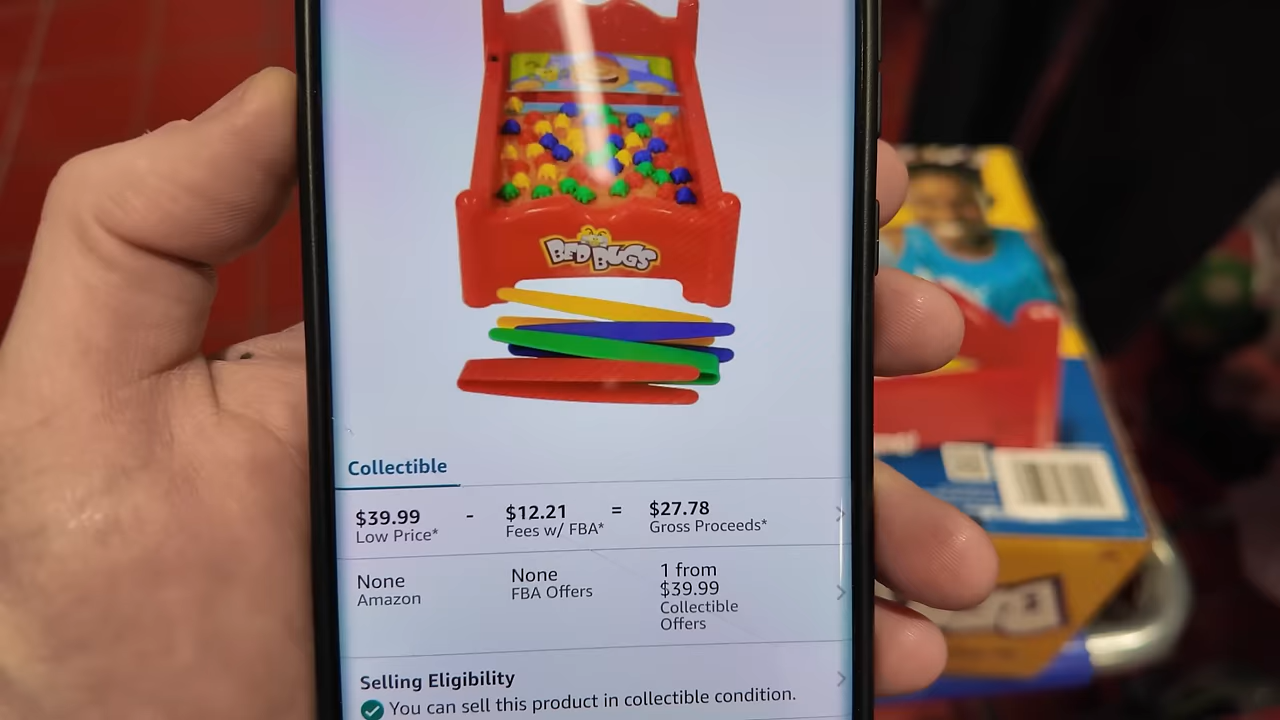 BED BUGS
Collectible
$39.99 - $12.21 = $27.78
Low Price* Fees w/ FBA* Gross Proceeds*
None None 1 from
Amazon FBA Offers $39.99
Collectible
Offers
Selling Eligibility
You can sell this product in collectible condition.